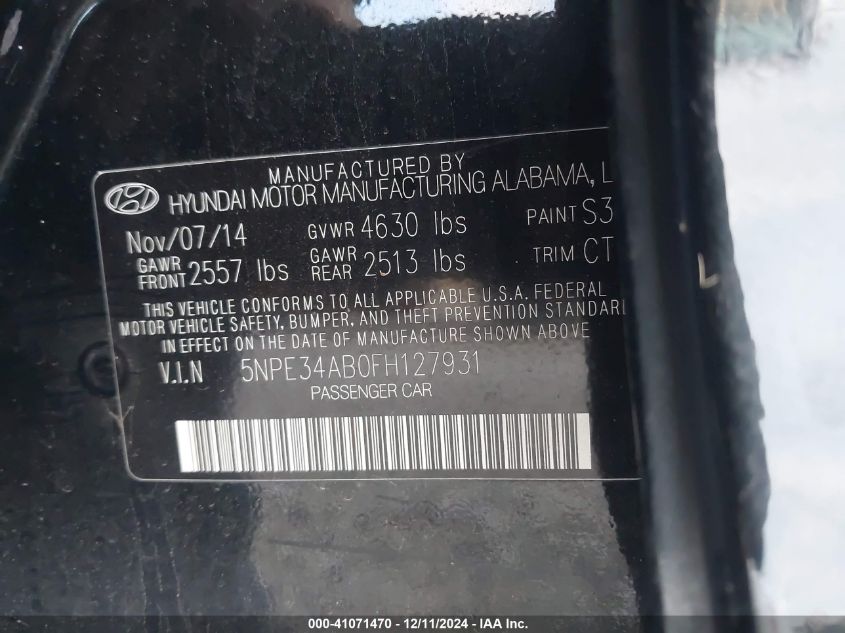 MANUFACTURED BY
HYUNDAI MOTOR MANUFACTURING ALABAMA, L
Nov/07/14 GVWR 4630 lbs PAINT S3
GAWR FRONT 2557 lbs GAWR REAR 2513 lbs TRIM CT
THIS VEHICLE CONFORMS TO ALL APPLICABLE U.S.A. FEDERAL
MOTOR VEHICLE SAFETY, BUMPER, AND THEFT PREVENTION STANDAR
IN EFFECT ON THE DATE OF MANUFACTURE SHOWN ABOVE
V.I.N 5NPE34AB0FH127931
PASSENGER CAR
000-41071470 - 12/11/2024 - IAA Inc.